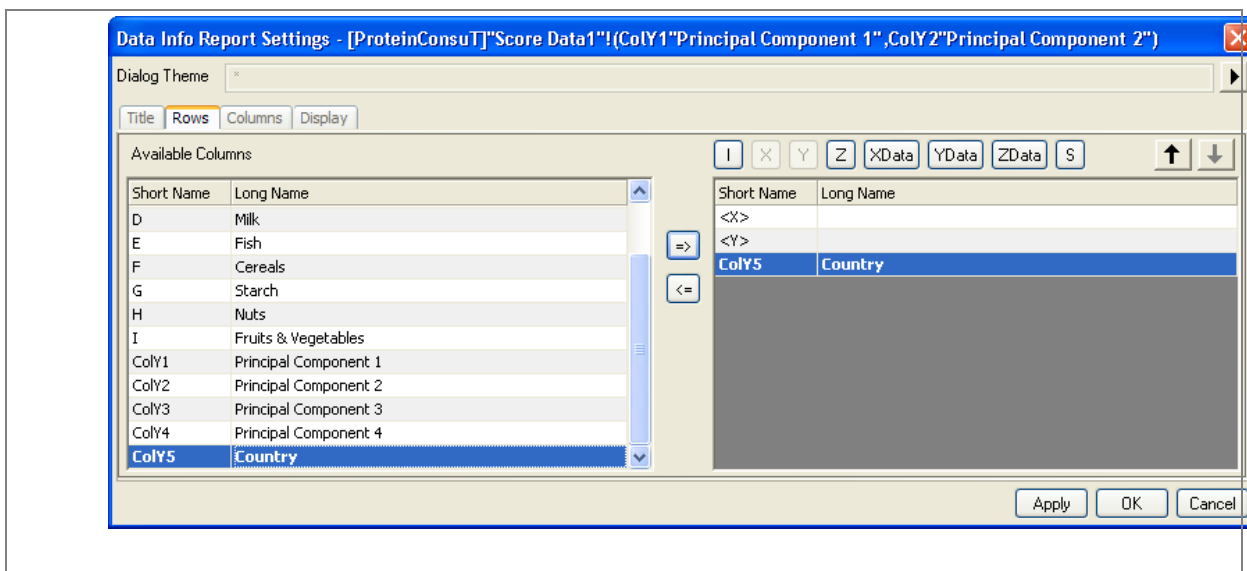 Data Info Report Settings - [ProteinConsuT]"Score Data1"!(ColY1"Principal Component 1",ColY2"Principal Component 2")
Dialog Theme *
Title Rows Columns Display
Available Columns I X Y Z XData YData ZData S
Short Name Long Name Short Name Long Name
D Milk <X>
E Fish => <Y>
F Cereals ColY5 Country
G Starch <=
H Nuts
I Fruits & Vegetables
ColY1 Principal Component 1
ColY2 Principal Component 2
ColY3 Principal Component 3
ColY4 Principal Component 4
ColY5 Country
Apply OK Cancel